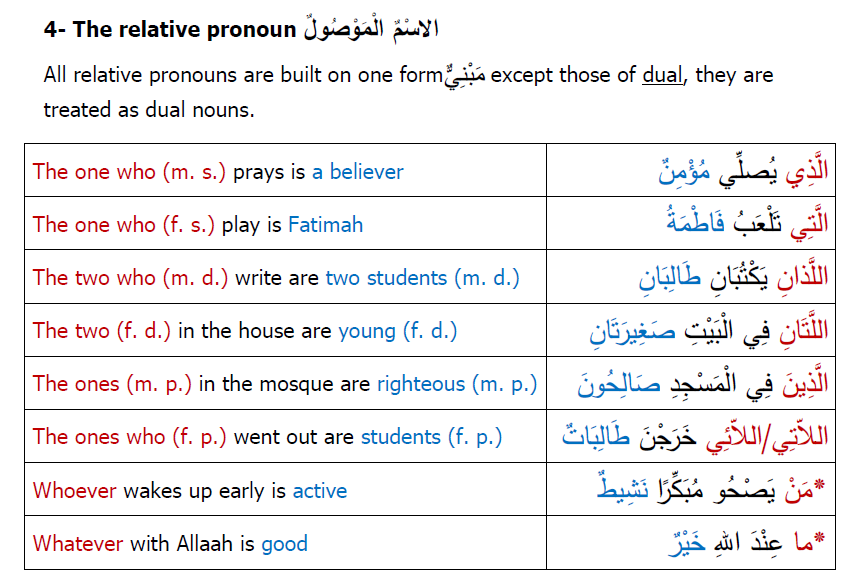 4- The relative pronoun الاسْمُ الْمَوْصُولُ
All relative pronouns are built on one form مَبْنِيٌّ except those of dual, they are
treated as dual nouns.
The one who (m. s.) prays is a believer الَّذِي يُصلِّي مُؤْمِنٌ
The one who (f. s.) play is Fatimah الَّتِي تَلْعَبُ فَاطْمَةُ
The two who (m. d.) write are two students (m. d.) اللَّذانِ يَكْتُبَانِ طَالِبَانِ
The two (f. d.) in the house are young (f. d.) اللَّتَانِ فِي الْبَيْتِ صَغِيرَتَانِ
The ones (m. p.) in the mosque are righteous (m. p.) الَّذِينَ فِي الْمَسْجِدِ صَالِحُونَ
The ones who (f. p.) went out are students (f. p.) اللاَّتِي/اللاَّئِي خَرَجْنَ طَالِبَاتٌ
Whoever wakes up early is active *مَنْ يَصْحُو مُبَكِّرًا نَشِيطٌ
Whatever with Allaah is good *ما عِنْدَ اللهِ خَيْرٌ